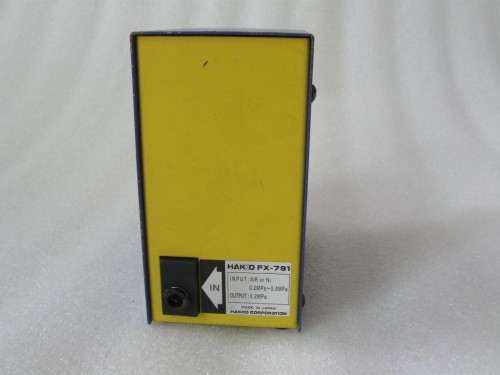 HAKKO FX-791
INPUT: AIR or N₂
0.2MPa~0.9MPa
OUTPUT: 0.2MPa
IN
MADE IN JAPAN
HAKKO CORPORATION